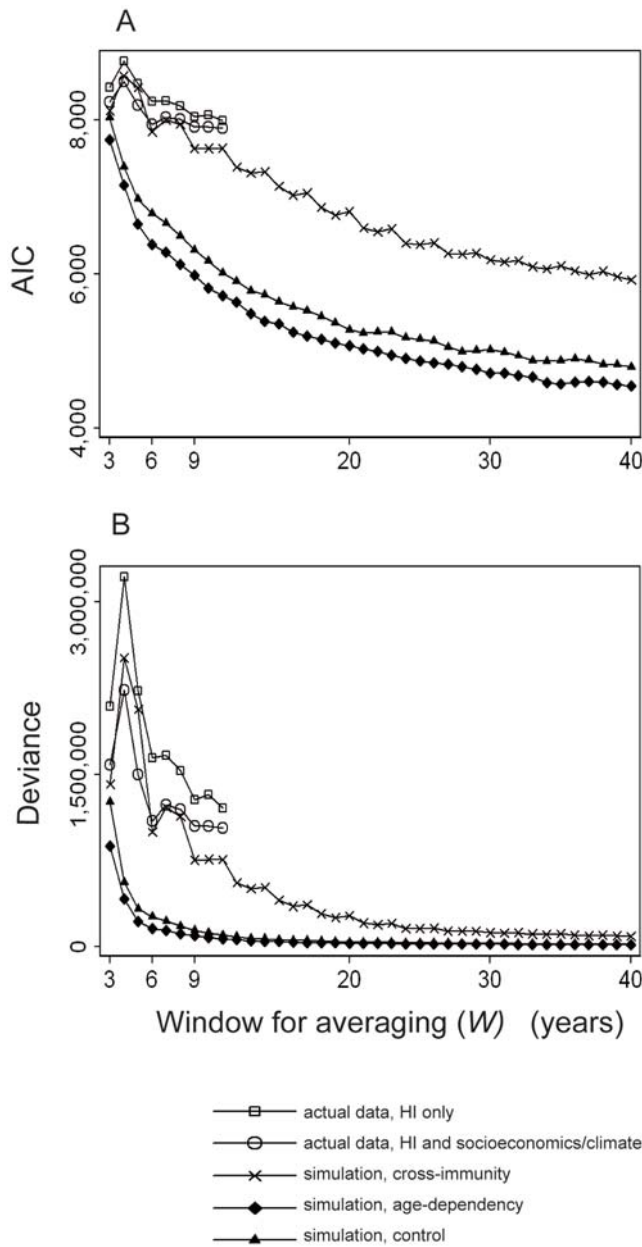 A
8,000
6,000
4,000
AIC
3 6 9 20 30 40
B
3,000,000
1,500,000
0
Deviance
3 6 9 20 30 40
Window for averaging (W) (years)
actual data, HI only
actual data, HI and socioeconomics/climate
simulation, cross-immunity
simulation, age-dependency
simulation, control